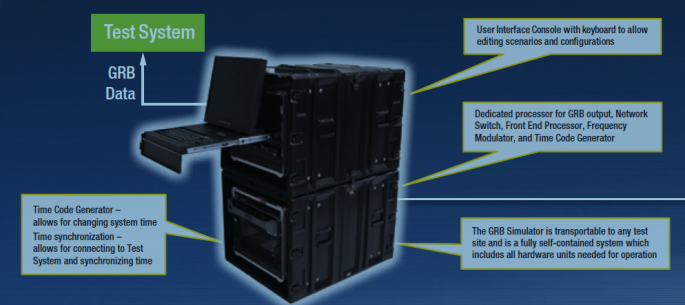 Test System
GRB
Data
User Interface Console with keyboard to allow
editing scenarios and configurations
Dedicated processor for GRB output, Network
Switch, Front End Processor, Frequency
Modulator, and Time Code Generator
Time Code Generator –
allows for changing system time
Time synchronization –
allows for connecting to Test
System and synchronizing time
The GRB Simulator is transportable to any test
site and is a fully self-contained system which
includes all hardware units needed for operation